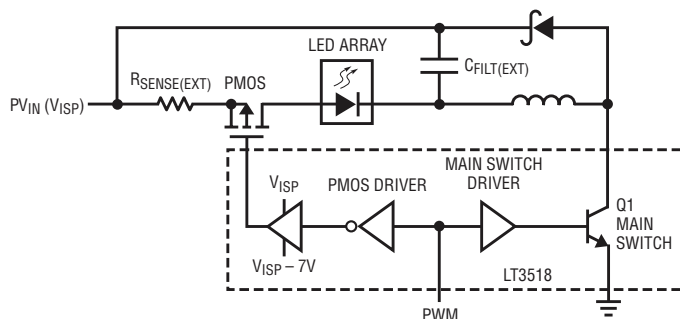 LED ARRAY
R_SENSE(EXT)
PMOS
C_FILT(EXT)
PV_IN (V_ISP)
V_ISP
PMOS DRIVER
MAIN SWITCH
DRIVER
Q1
MAIN
SWITCH
V_ISP – 7V
LT3518
PWM